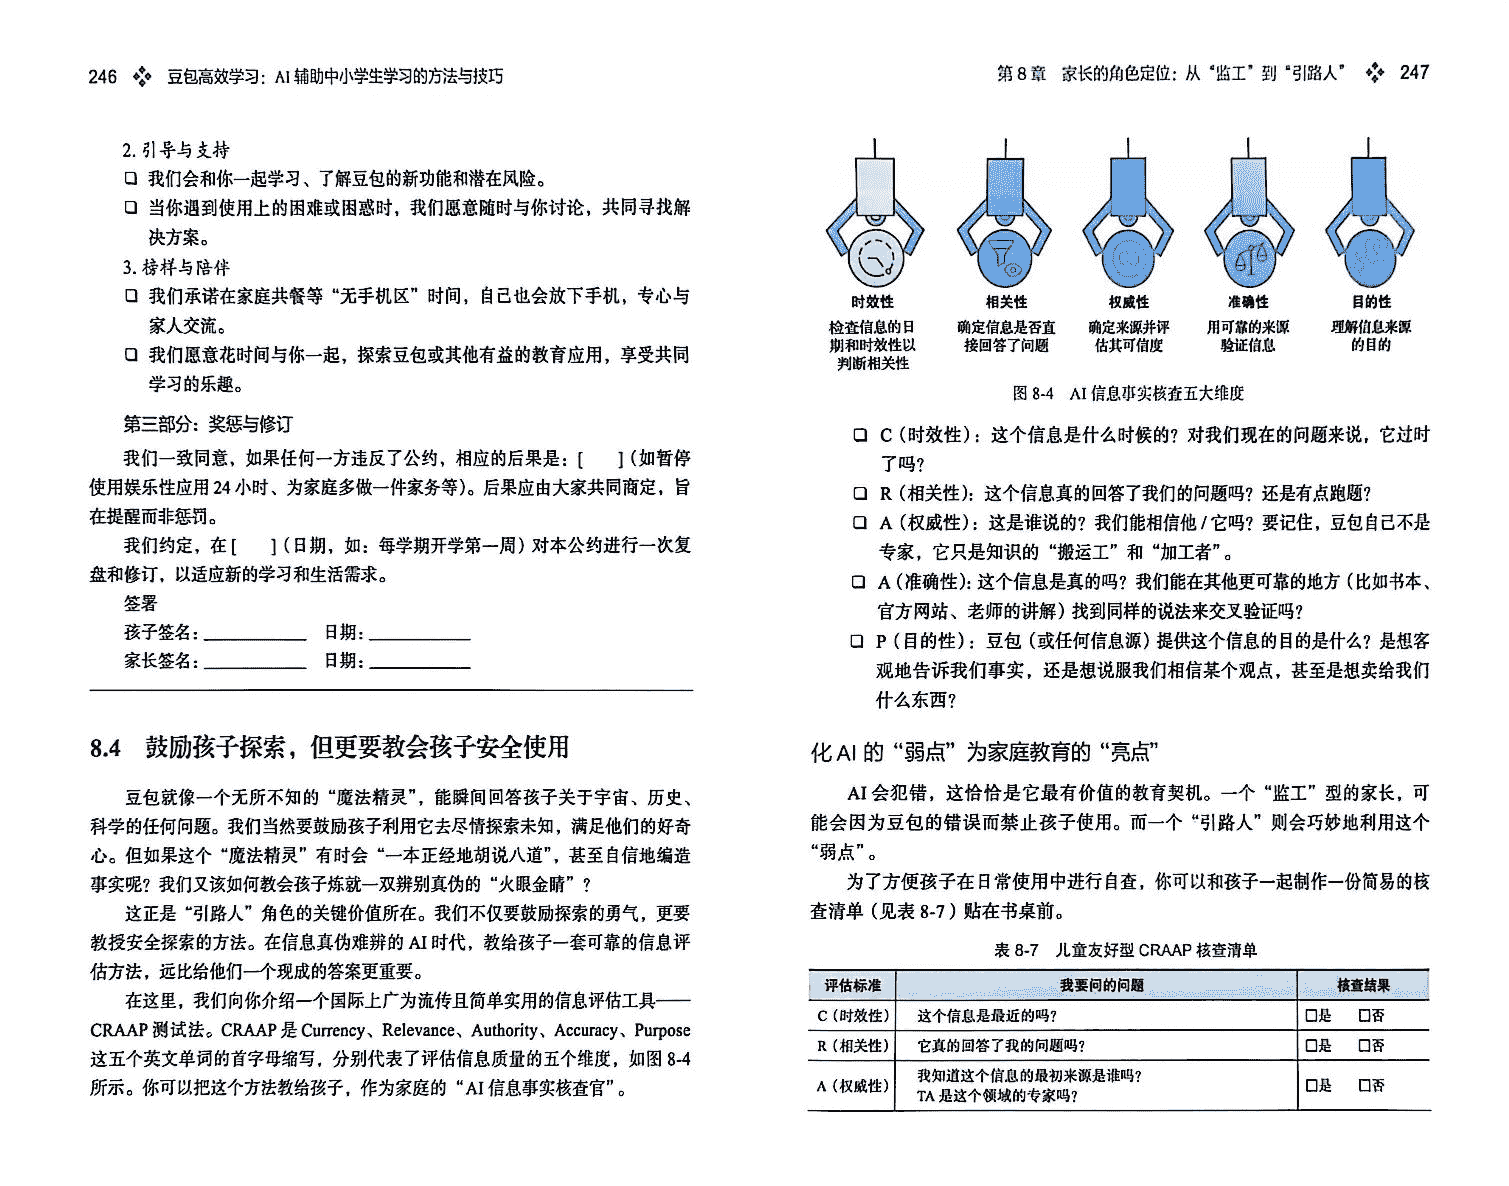 246 豆包高效学习：AI 辅助中小学生学习的方法与技巧
2. 引导与支持
❑ 我们会和你一起学习、了解豆包的新功能和潜在风险。
❑ 当你遇到使用上的困难或困惑时，我们愿意随时与你讨论，共同寻找解
决方案。
3. 榜样与陪伴
❑ 我们承诺在家庭共餐等“无手机区”时间，自己也会放下手机，专心与
家人交流。
❑ 我们愿意花时间与你一起，探索豆包或其他有益的教育应用，享受共同
学习的乐趣。
第三部分：奖惩与修订
我们一致同意，如果任何一方违反了公约，相应的后果是：[　　]（如暂停
使用娱乐性应用 24 小时、为家庭多做一件家务等）。后果应由大家共同商定，旨
在提醒而非惩罚。
我们约定，在 [　　]（日期，如：每学期开学第一周）对本公约进行一次复
盘和修订，以适应新的学习和生活需求。
签署
孩子签名：__________ 日期：__________
家长签名：__________ 日期：__________
8.4 鼓励孩子探索，但更要教会孩子安全使用
豆包就像一个无所不知的“魔法精灵”，能瞬间回答孩子关于宇宙、历史、
科学的任何问题。我们当然要鼓励孩子利用它去尽情探索未知，满足他们的好奇
心。但如果这个“魔法精灵”有时会“一本正经地胡说八道”，甚至自信地编造
事实呢？我们又该如何教会孩子炼就一双辨别真伪的“火眼金睛”？
这正是“引路人”角色的关键价值所在。我们不仅要鼓励探索的勇气，更要
教授安全探索的方法。在信息真伪难辨的 AI 时代，教给孩子一套可靠的信息评
估方法，远比给他们一个现成的答案更重要。
在这里，我们向你介绍一个国际上广为流传且简单实用的信息评估工具——
CRAAP 测试法。CRAAP 是 Currency、Relevance、Authority、Accuracy、Purpose
这五个英文单词的首字母缩写，分别代表了评估信息质量的五个维度，如图 8-4
所示。你可以把这个方法教给孩子，作为家庭的“AI 信息事实核查官”。
第 8 章 家长的角色定位：从“监工”到“引路人” 247
时效性 相关性 权威性 准确性 目的性
检查信息的日 确定信息是否直 确定来源并评 用可靠的来源 理解信息来源
期和时效性以 接回答了问题 估其可信度 验证信息 的目的
判断相关性
图 8-4 AI 信息事实核查五大维度
❑ C（时效性）：这个信息是什么时候的？对我们现在的问题来说，它过时
了吗？
❑ R（相关性）：这个信息真的回答了我们的问题吗？还是有点跑题？
❑ A（权威性）：这是谁说的？我们能相信他 / 它吗？要记住，豆包自己不是
专家，它只是知识的“搬运工”和“加工者”。
❑ A（准确性）：这个信息是真的吗？我们能在其他更可靠的地方（比如书本、
官方网站、老师的讲解）找到同样的说法来交叉验证吗？
❑ P（目的性）：豆包（或任何信息源）提供这个信息的目的是什么？是想客
观地告诉我们事实，还是想说服我们相信某个观点，甚至是想卖给我们
什么东西？
化 AI 的“弱点”为家庭教育的“亮点”
AI 会犯错，这恰恰是它最有价值的教育契机。一个“监工”型的家长，可
能会因为豆包的错误而禁止孩子使用。而一个“引路人”则会巧妙地利用这个
“弱点”。
为了方便孩子在日常使用中进行自查，你可以和孩子一起制作一份简易的核
查清单（见表 8-7）贴在书桌前。
表 8-7 儿童友好型 CRAAP 核查清单
评估标准 我要问的问题 核查结果
C（时效性） 这个信息是最近的吗？ □是 □否
R（相关性） 它真的回答了我的问题吗？ □是 □否
A（权威性） 我知道这个信息的最初来源是谁吗？ □是 □否
TA 是这个领域的专家吗？